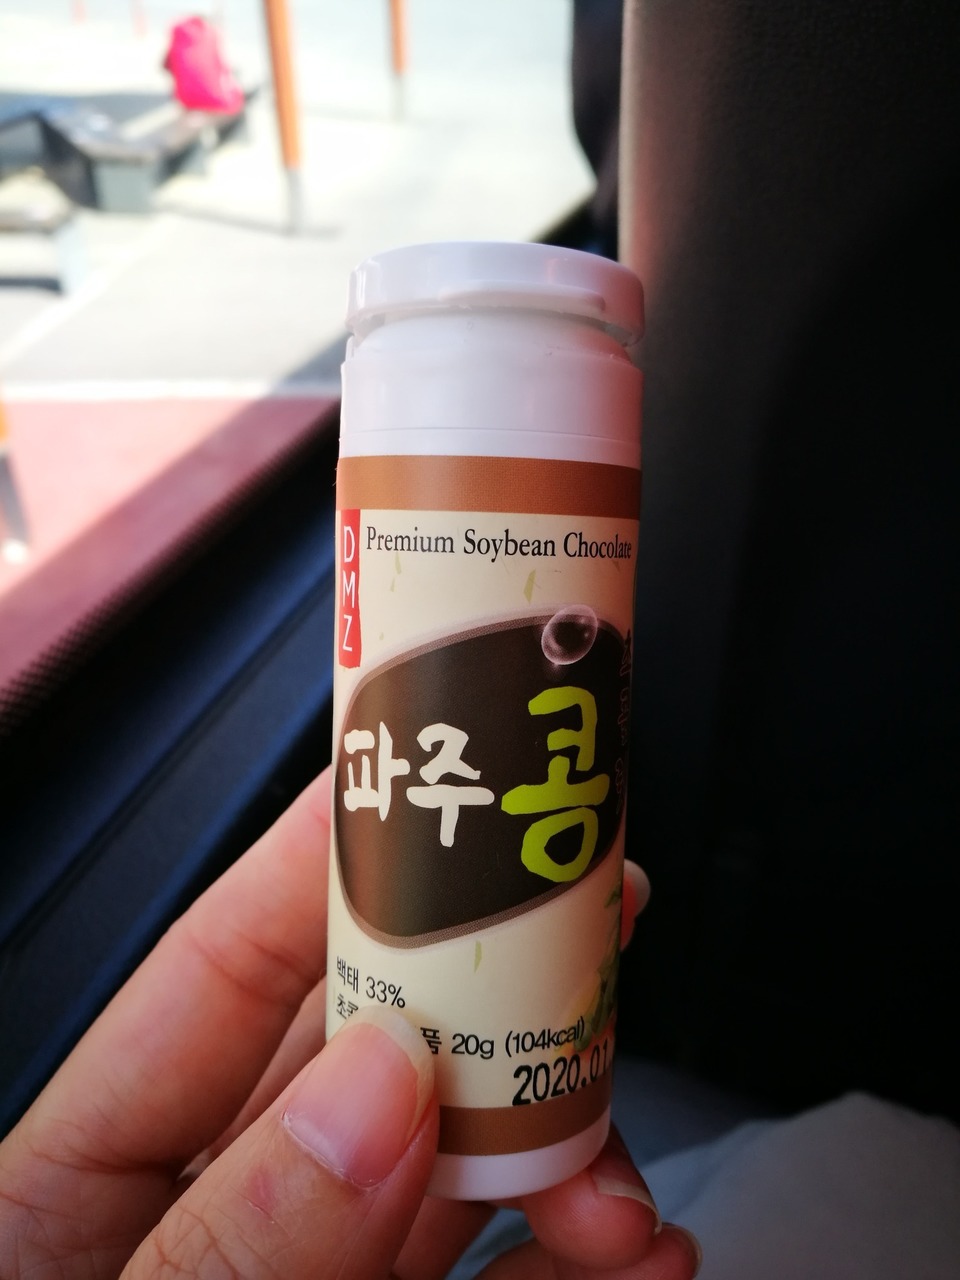 DMZ
Premium Soybean Chocolate
파주콩
백태 33%
20g (104kcal)
2020.01